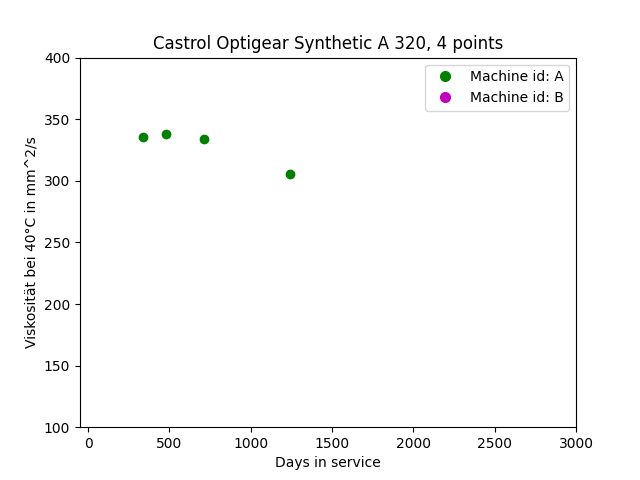 Castrol Optigear Synthetic A 320, 4 points
Machine id: A
Machine id: B
Viskosität bei 40°C in mm^2/s
400
350
300
250
200
150
100
0 500 1000 1500 2000 2500 3000
Days in service